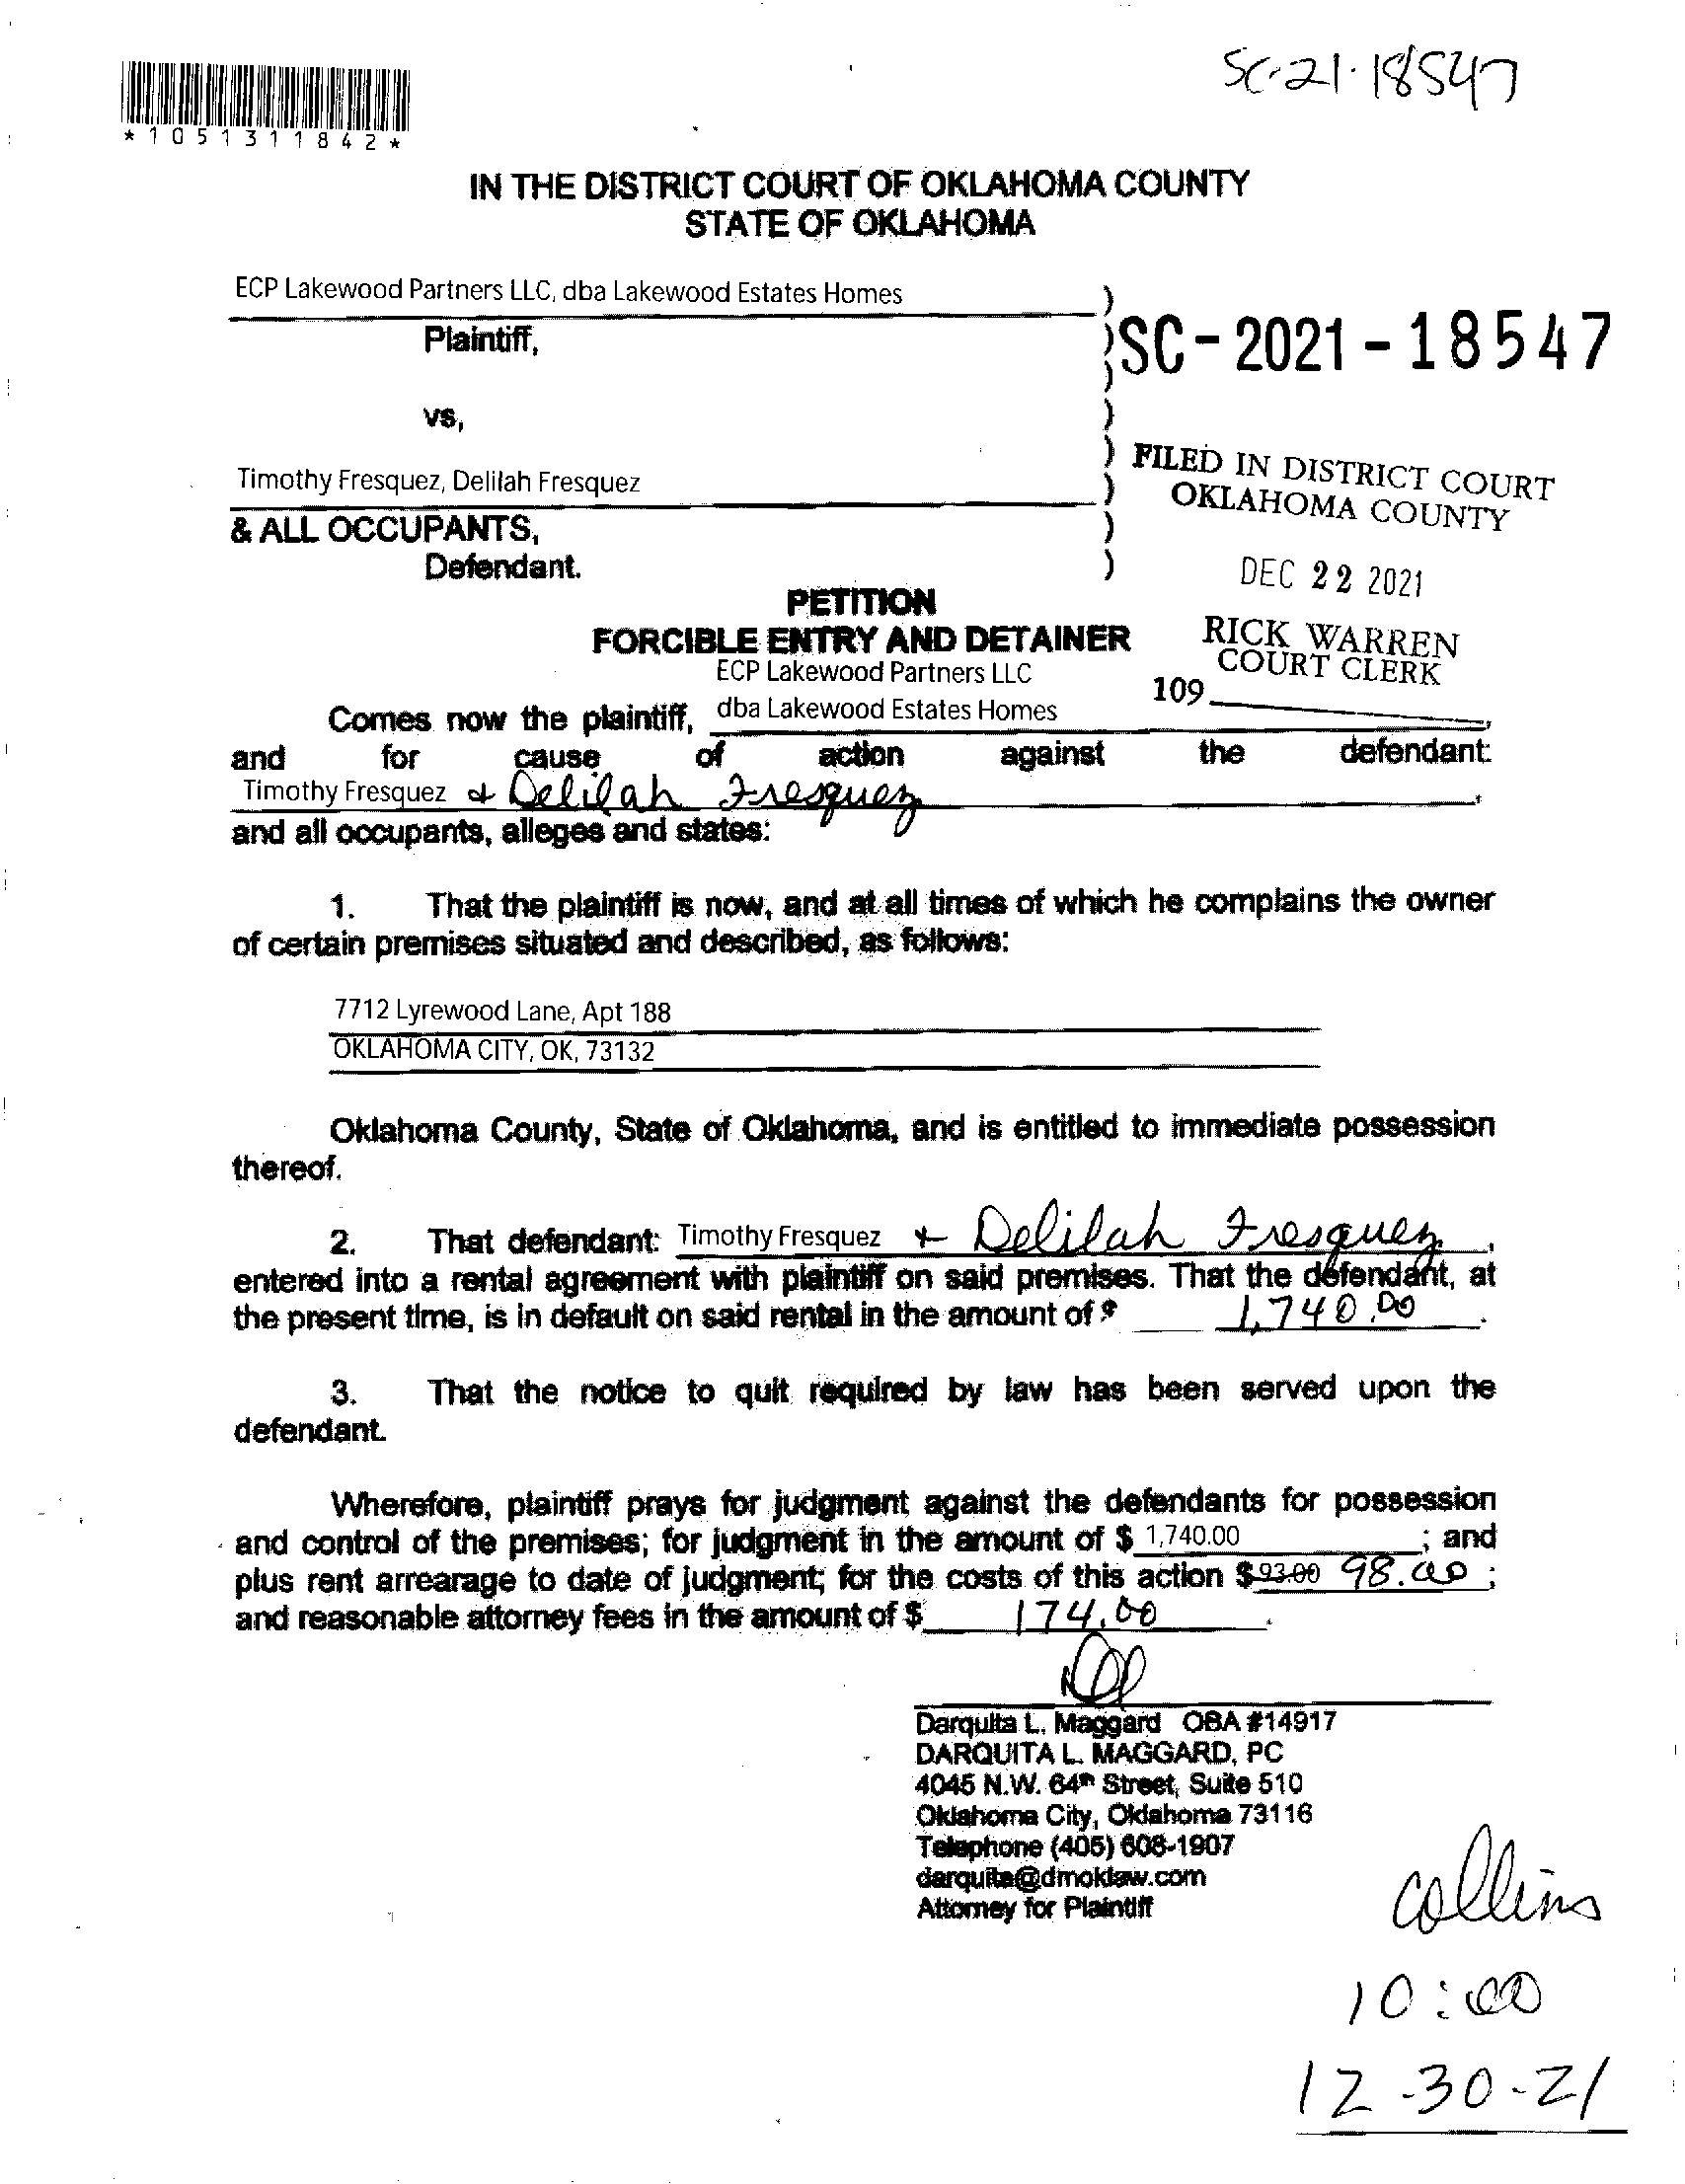 SC-21-18547
*1051311842*
IN THE DISTRICT COURT OF OKLAHOMA COUNTY
STATE OF OKLAHOMA
ECP Lakewood Partners LLC, dba Lakewood Estates Homes )
Plaintiff, )SC-2021-18547
)
vs, )
)
Timothy Fresquez, Delilah Fresquez )
& ALL OCCUPANTS, )
Defendant. )
FILED IN DISTRICT COURT
OKLAHOMA COUNTY
DEC 22 2021
RICK WARREN
COURT CLERK
109
PETITION
FORCIBLE ENTRY AND DETAINER
ECP Lakewood Partners LLC
Comes now the plaintiff, dba Lakewood Estates Homes,
and for cause of action against the defendant:
Timothy Fresquez & Delilah Fresquez,
and all occupants, alleges and states:
1. That the plaintiff is now, and at all times of which he complains the owner
of certain premises situated and described, as follows:
7712 Lyrewood Lane, Apt 188
OKLAHOMA CITY, OK, 73132
Oklahoma County, State of Oklahoma, and is entitled to immediate possession
thereof.
2. That defendant: Timothy Fresquez + Delilah Fresquez,
entered into a rental agreement with plaintiff on said premises. That the defendant, at
the present time, is in default on said rental in the amount of $ 1,740.00.
3. That the notice to quit required by law has been served upon the
defendant.
Wherefore, plaintiff prays for judgment against the defendants for possession
and control of the premises; for judgment in the amount of $ 1,740.00; and
plus rent arrearage to date of judgment; for the costs of this action $ 93.00 98.00;
and reasonable attorney fees in the amount of $ 174.00.
Darquita L. Maggard OBA #14917
DARQUITA L. MAGGARD, PC
4045 N.W. 64th Street, Suite 510
Oklahoma City, Oklahoma 73116
Telephone (405) 608-1907
darquita@dmoklaw.com
Attorney for Plaintiff
Collins
10:00
12-30-21